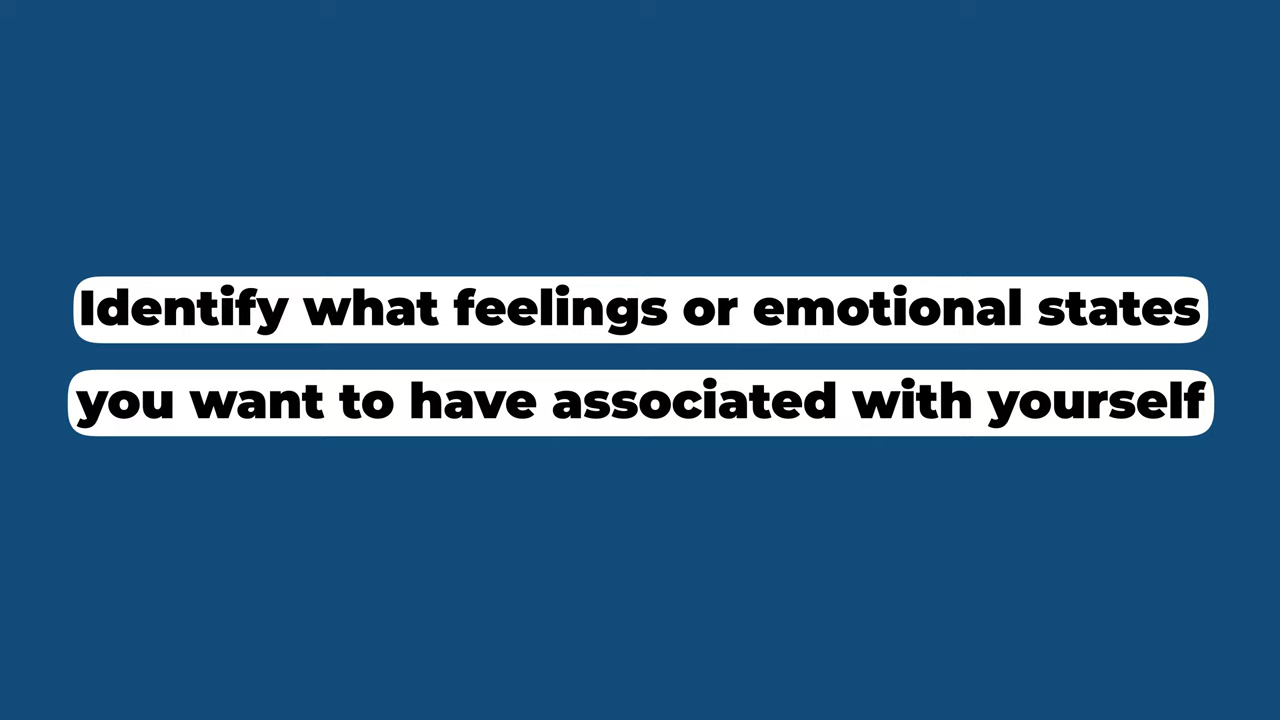 Identify what feelings or emotional states
you want to have associated with yourself